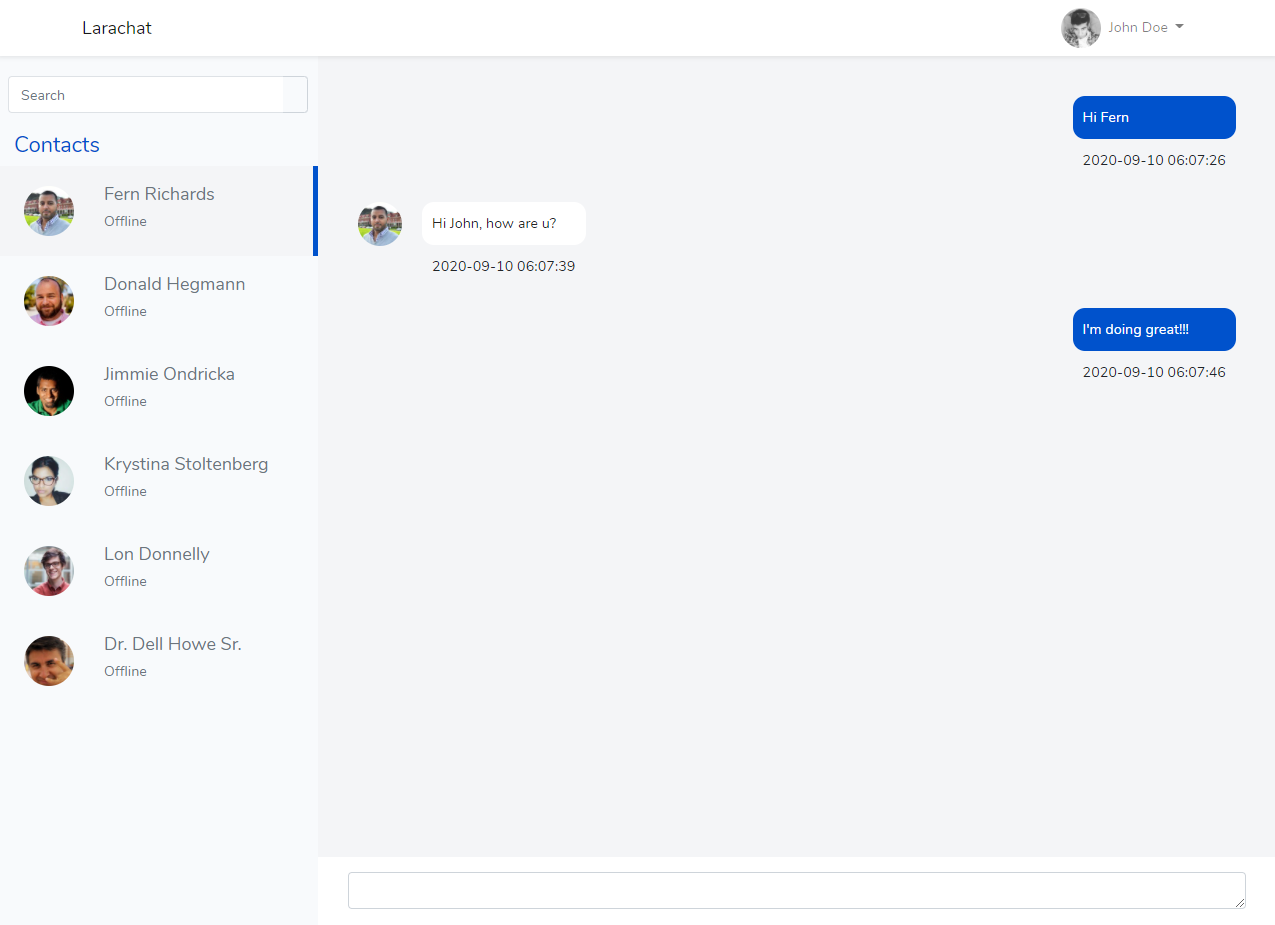 Larachat
John Doe
Search
Contacts
Fern Richards
Offline
Donald Hegmann
Offline
Jimmie Ondricka
Offline
Krystina Stoltenberg
Offline
Lon Donnelly
Offline
Dr. Dell Howe Sr.
Offline
Hi Fern
2020-09-10 06:07:26
Hi John, how are u?
2020-09-10 06:07:39
I'm doing great!!!
2020-09-10 06:07:46